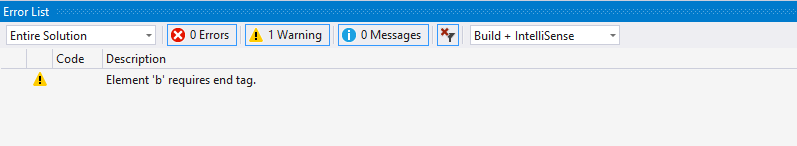 Error List
Entire Solution 0 Errors 1 Warning 0 Messages Build + IntelliSense
Code Description
Element 'b' requires end tag.